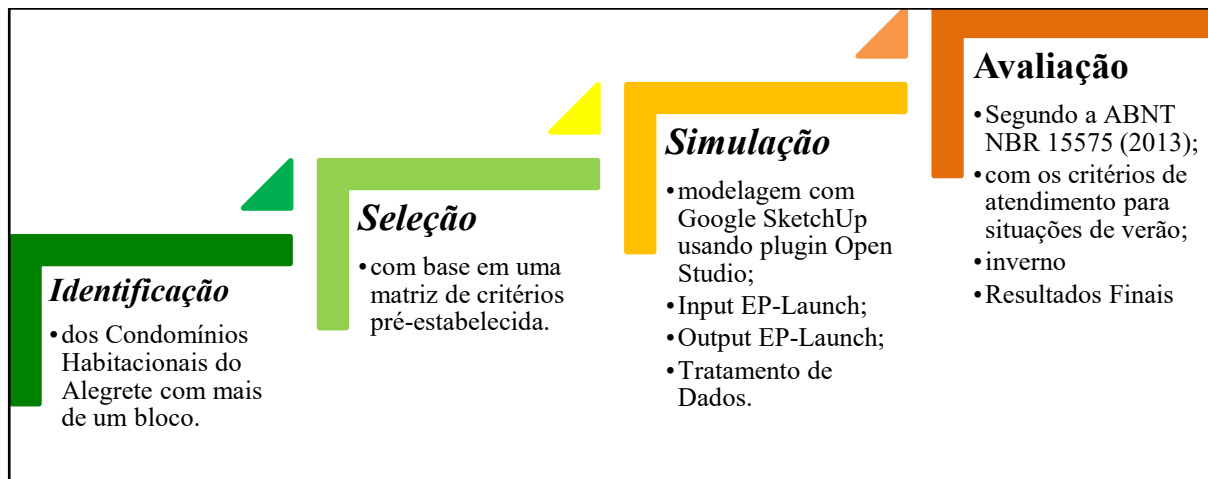 Identificação
•dos Condomínios
Habitacionais do
Alegrete com mais
de um bloco.
Seleção
•com base em uma
matriz de critérios
pré-estabelecida.
Simulação
•modelagem com
Google SketchUp
usando plugin Open
Studio;
•Input EP-Launch;
•Output EP-Launch;
•Tratamento de
Dados.
Avaliação
•Segundo a ABNT
NBR 15575 (2013);
•com os critérios de
atendimento para
situações de verão;
•inverno
•Resultados Finais